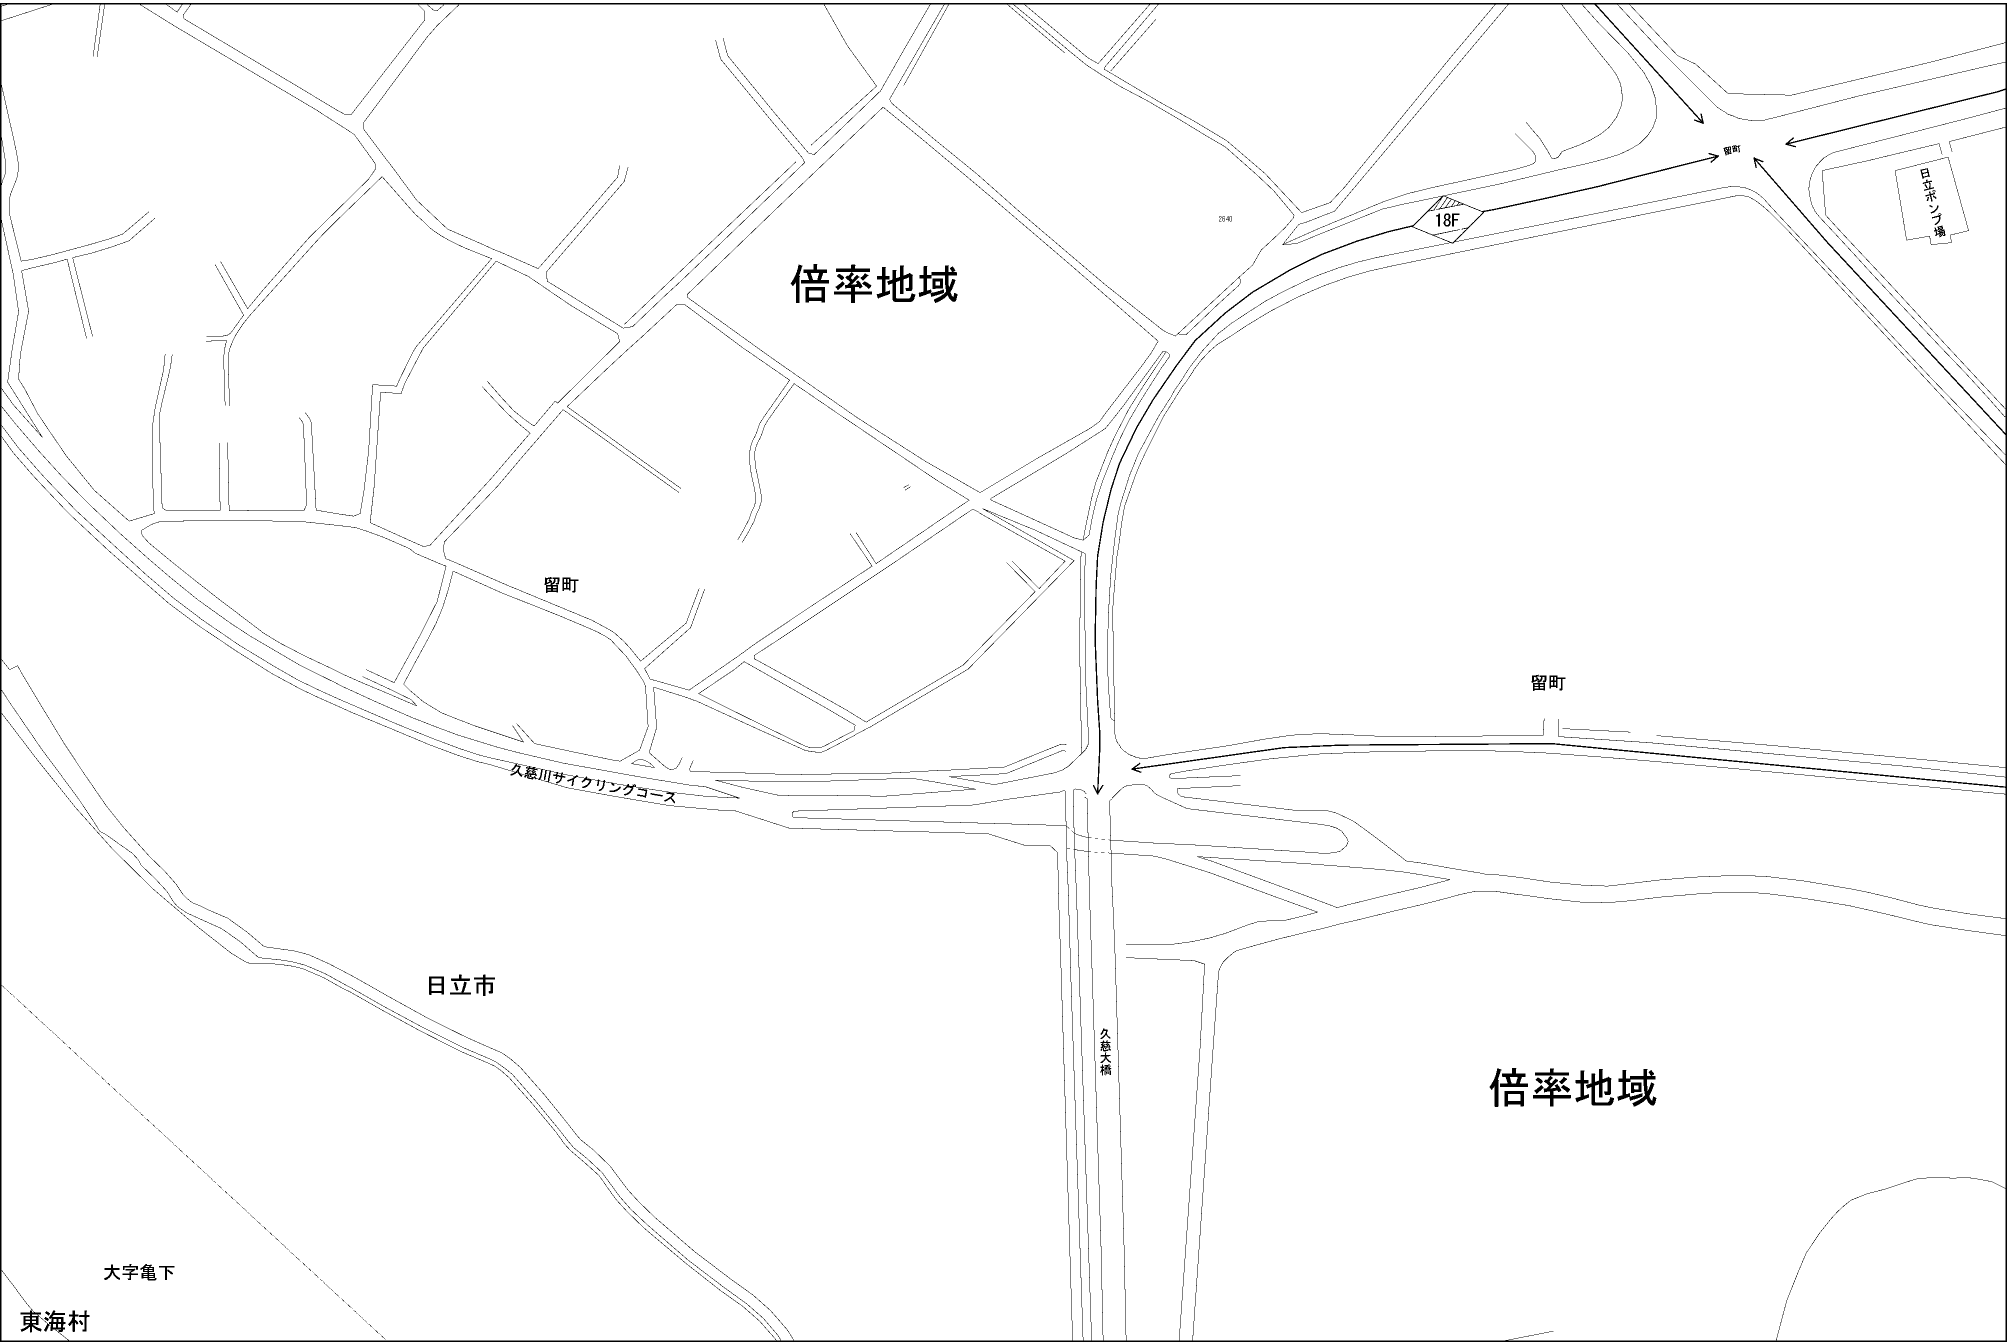 留町
日立ポンプ場
2640
18F
倍率地域
留町
留町
久慈川サイクリングコース
日立市
久慈大橋
倍率地域
大字亀下
東海村